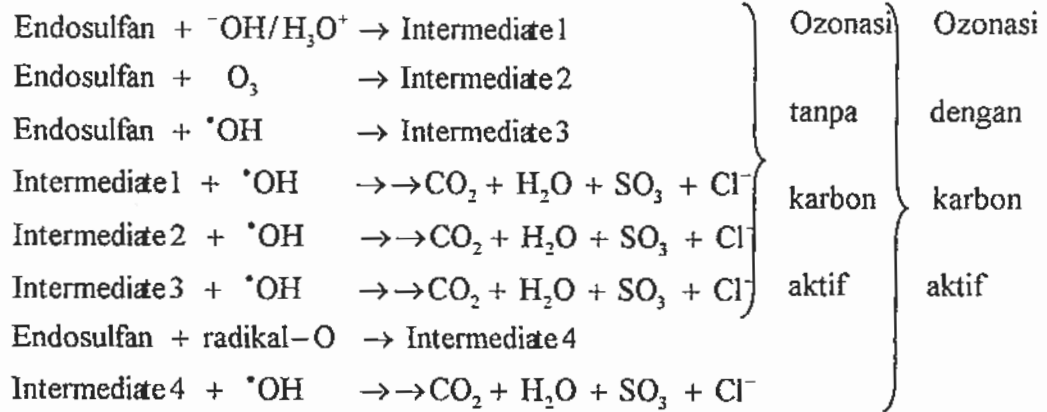 Endosulfan + ⁻OH/H₃O⁺ → Intermediate 1
Endosulfan + O₃ → Intermediate 2
Endosulfan + •OH → Intermediate 3
Intermediate 1 + •OH →→CO₂ + H₂O + SO₃ + Cl⁻
Intermediate 2 + •OH →→CO₂ + H₂O + SO₃ + Cl⁻
Intermediate 3 + •OH →→CO₂ + H₂O + SO₃ + Cl⁻
Endosulfan + radikal–O → Intermediate 4
Intermediate 4 + •OH →→CO₂ + H₂O + SO₃ + Cl⁻
Ozonasi
tanpa
karbon
aktif
Ozonasi
dengan
karbon
aktif